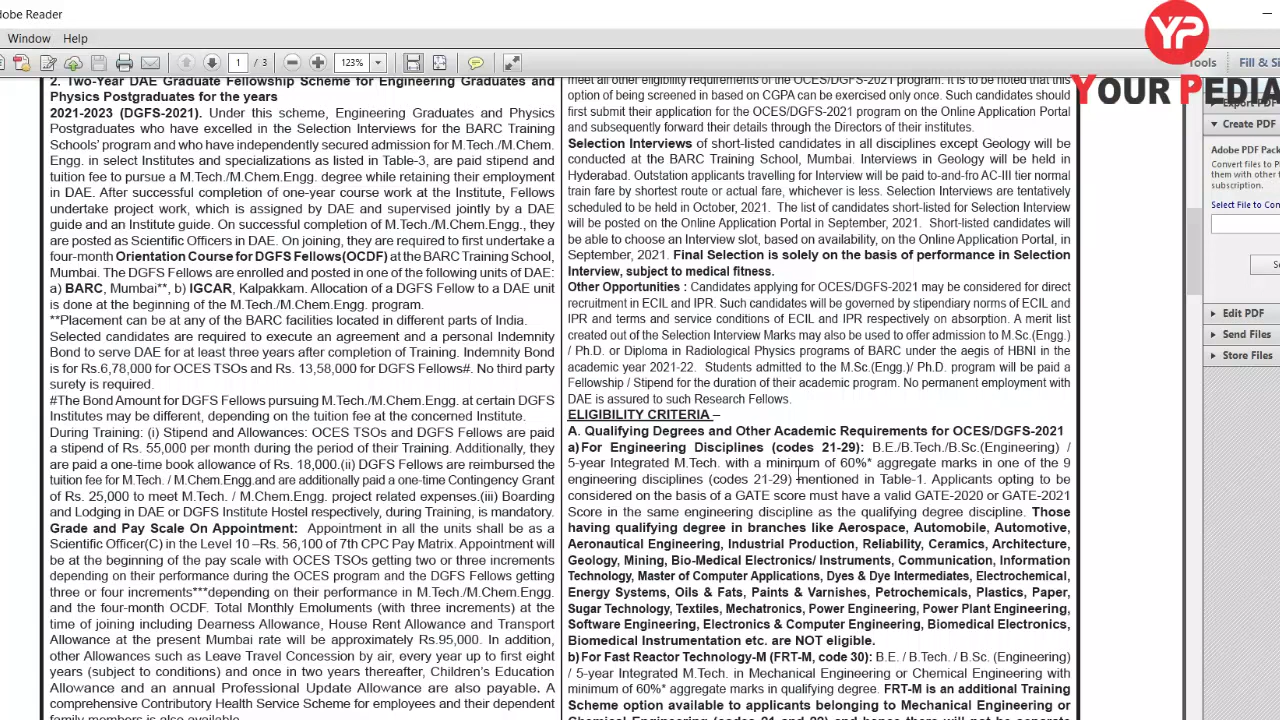 dobe Reader
Window Help
1 / 3 123%
Tools Fill & Si
YP
YOUR PEDIA
2. Two-Year DAE Graduate Fellowship Scheme for Engineering Graduates and
Physics Postgraduates for the years
2021-2023 (DGFS-2021). Under this scheme, Engineering Graduates and Physics
Postgraduates who have excelled in the Selection Interviews for the BARC Training
Schools' program and who have independently secured admission for M.Tech./M.Chem.
Engg. in select Institutes and specializations as listed in Table-3, are paid stipend and
tuition fee to pursue a M.Tech./M.Chem.Engg. degree while retaining their employment
in DAE. After successful completion of one-year course work at the Institute, Fellows
undertake project work, which is assigned by DAE and supervised jointly by a DAE
guide and an Institute guide. On successful completion of M.Tech./M.Chem.Engg., they
are posted as Scientific Officers in DAE. On joining, they are required to first undertake a
four-month Orientation Course for DGFS Fellows(OCDF) at the BARC Training School,
Mumbai. The DGFS Fellows are enrolled and posted in one of the following units of DAE:
a) BARC, Mumbai**, b) IGCAR, Kalpakkam. Allocation of a DGFS Fellow to a DAE unit
is done at the beginning of the M.Tech./M.Chem.Engg. program.
**Placement can be at any of the BARC facilities located in different parts of India.
Selected candidates are required to execute an agreement and a personal Indemnity
Bond to serve DAE for at least three years after completion of Training. Indemnity Bond
is for Rs.6,78,000 for OCES TSOs and Rs. 13,58,000 for DGFS Fellows#. No third party
surety is required.
#The Bond Amount for DGFS Fellows pursuing M.Tech./M.Chem.Engg. at certain DGFS
Institutes may be different, depending on the tuition fee at the concerned Institute.
During Training: (i) Stipend and Allowances: OCES TSOs and DGFS Fellows are paid
a stipend of Rs. 55,000 per month during the period of their Training. Additionally, they
are paid a one-time book allowance of Rs. 18,000.(ii) DGFS Fellows are reimbursed the
tuition fee for M.Tech. / M.Chem.Engg.and are additionally paid a one-time Contingency Grant
of Rs. 25,000 to meet M.Tech. / M.Chem.Engg. project related expenses.(iii) Boarding
and Lodging in DAE or DGFS Institute Hostel respectively, during Training, is mandatory.
Grade and Pay Scale On Appointment: Appointment in all the units shall be as a
Scientific Officer(C) in the Level 10 –Rs. 56,100 of 7th CPC Pay Matrix. Appointment will
be at the beginning of the pay scale with OCES TSOs getting two or three increments
depending on their performance during the OCES program and the DGFS Fellows getting
three or four increments***depending on their performance in M.Tech./M.Chem.Engg.
and the four-month OCDF. Total Monthly Emoluments (with three increments) at the
time of joining including Dearness Allowance, House Rent Allowance and Transport
Allowance at the present Mumbai rate will be approximately Rs.95,000. In addition,
other Allowances such as Leave Travel Concession by air, every year up to first eight
years (subject to conditions) and once in two years thereafter, Children's Education
Allowance and an annual Professional Update Allowance are also payable. A
comprehensive Contributory Health Service Scheme for employees and their dependent
family members is also available.
meet all other eligibility requirements of the OCES/DGFS-2021 program. It is to be noted that this
option of being screened in based on CGPA can be exercised only once. Such candidates should
first submit their application for the OCES/DGFS-2021 program on the Online Application Portal
and subsequently forward their details through the Directors of their institutes.
Selection Interviews of short-listed candidates in all disciplines except Geology will be
conducted at the BARC Training School, Mumbai. Interviews in Geology will be held in
Hyderabad. Outstation applicants travelling for Interview will be paid to-and-fro AC-III tier normal
train fare by shortest route or actual fare, whichever is less. Selection Interviews are tentatively
scheduled to be held in October, 2021. The list of candidates short-listed for Selection Interview
will be posted on the Online Application Portal in September, 2021. Short-listed candidates will
be able to choose an Interview slot, based on availability, on the Online Application Portal, in
September, 2021. Final Selection is solely on the basis of performance in Selection
Interview, subject to medical fitness.
Other Opportunities : Candidates applying for OCES/DGFS-2021 may be considered for direct
recruitment in ECIL and IPR. Such candidates will be governed by stipendiary norms of ECIL and
IPR and terms and service conditions of ECIL and IPR respectively on absorption. A merit list
created out of the Selection Interview Marks may also be used to offer admission to M.Sc.(Engg.)
/ Ph.D. or Diploma in Radiological Physics programs of BARC under the aegis of HBNI in the
academic year 2021-22. Students admitted to the M.Sc.(Engg.)/ Ph.D. program will be paid a
Fellowship / Stipend for the duration of their academic program. No permanent employment with
DAE is assured to such Research Fellows.
ELIGIBILITY CRITERIA –
A. Qualifying Degrees and Other Academic Requirements for OCES/DGFS-2021
a) For Engineering Disciplines (codes 21-29): B.E./B.Tech./B.Sc.(Engineering) /
5-year Integrated M.Tech. with a minimum of 60%* aggregate marks in one of the 9
engineering disciplines (codes 21-29) mentioned in Table-1. Applicants opting to be
considered on the basis of a GATE score must have a valid GATE-2020 or GATE-2021
Score in the same engineering discipline as the qualifying degree discipline. Those
having qualifying degree in branches like Aerospace, Automobile, Automotive,
Aeronautical Engineering, Industrial Production, Reliability, Ceramics, Architecture,
Geology, Mining, Bio-Medical Electronics/ Instruments, Communication, Information
Technology, Master of Computer Applications, Dyes & Dye Intermediates, Electrochemical,
Energy Systems, Oils & Fats, Paints & Varnishes, Petrochemicals, Plastics, Paper,
Sugar Technology, Textiles, Mechatronics, Power Engineering, Power Plant Engineering,
Software Engineering, Electronics & Computer Engineering, Biomedical Electronics,
Biomedical Instrumentation etc. are NOT eligible.
b) For Fast Reactor Technology-M (FRT-M, code 30): B.E. / B.Tech. / B.Sc. (Engineering)
/ 5-year Integrated M.Tech. in Mechanical Engineering or Chemical Engineering with
minimum of 60%* aggregate marks in qualifying degree. FRT-M is an additional Training
Scheme option available to applicants belonging to Mechanical Engineering or
Chemical Engineering (codes 21 and 22) and hence there will not be separate
Export PDF
Create PDF
Adobe PDF Pack
Convert files to P
them with other f
subscription.
Select File to Con
Edit PDF
Send Files
Store Files